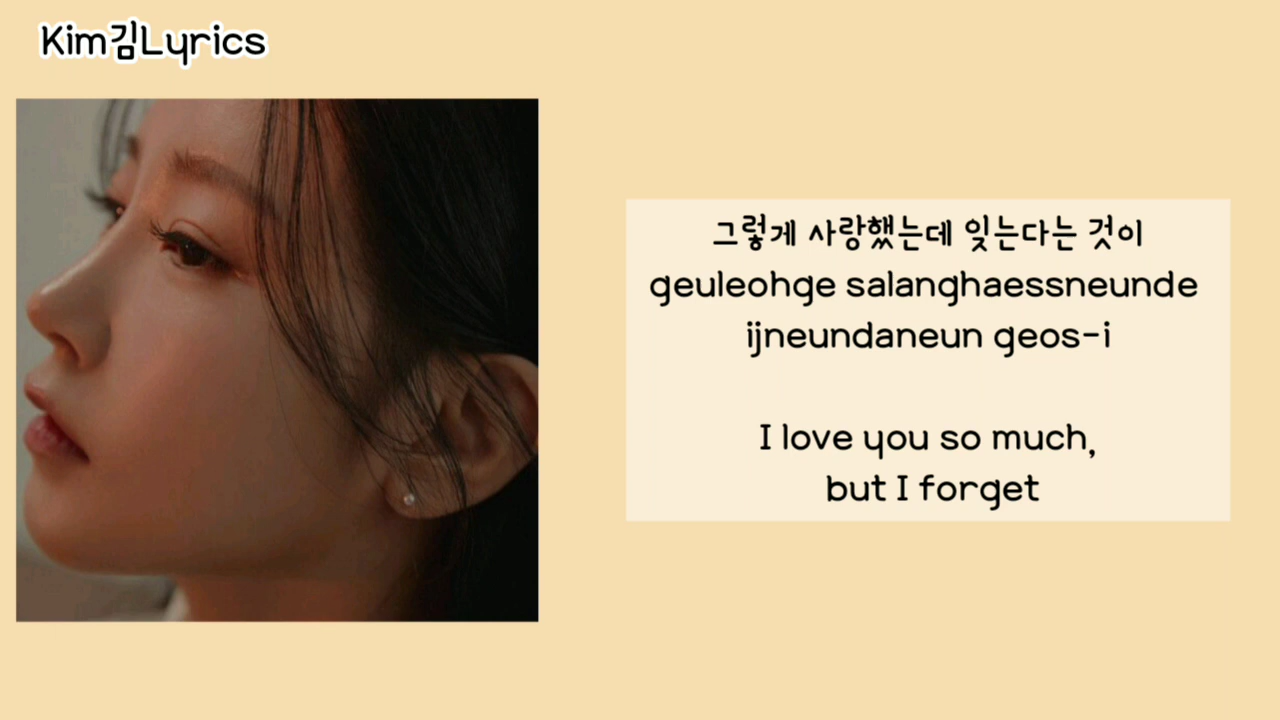 Kim김Lyrics
그렇게 사랑했는데 잊는다는 것이
geuleohge salanghaessneunde
ijneundaneun geos-i
I love you so much,
but I forget